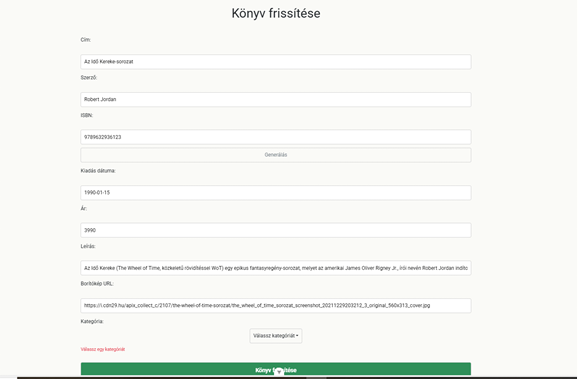 Könyv frissítése
Cím:
Az Idő Kereke-sorozat
Szerző:
Robert Jordan
ISBN:
9789632936123
Generálás
Kiadás dátuma:
1990-01-15
Ár:
3990
Leírás:
Az Idő Kereke (The Wheel of Time, közkeletű rövidítéssel WoT) egy epikus fantasyregény-sorozat, melyet az amerikai James Oliver Rigney Jr., írói nevén Robert Jordan indíto
Borítókép URL:
https://i.cdn29.hu/apix_collect_c/2107/the-wheel-of-time-sorozat/the_wheel_of_time_sorozat_screenshot_20211229203212_3_original_560x313_cover.jpg
Kategória:
Válassz kategóriát
Válassz egy kategóriát
Könyv frissítése